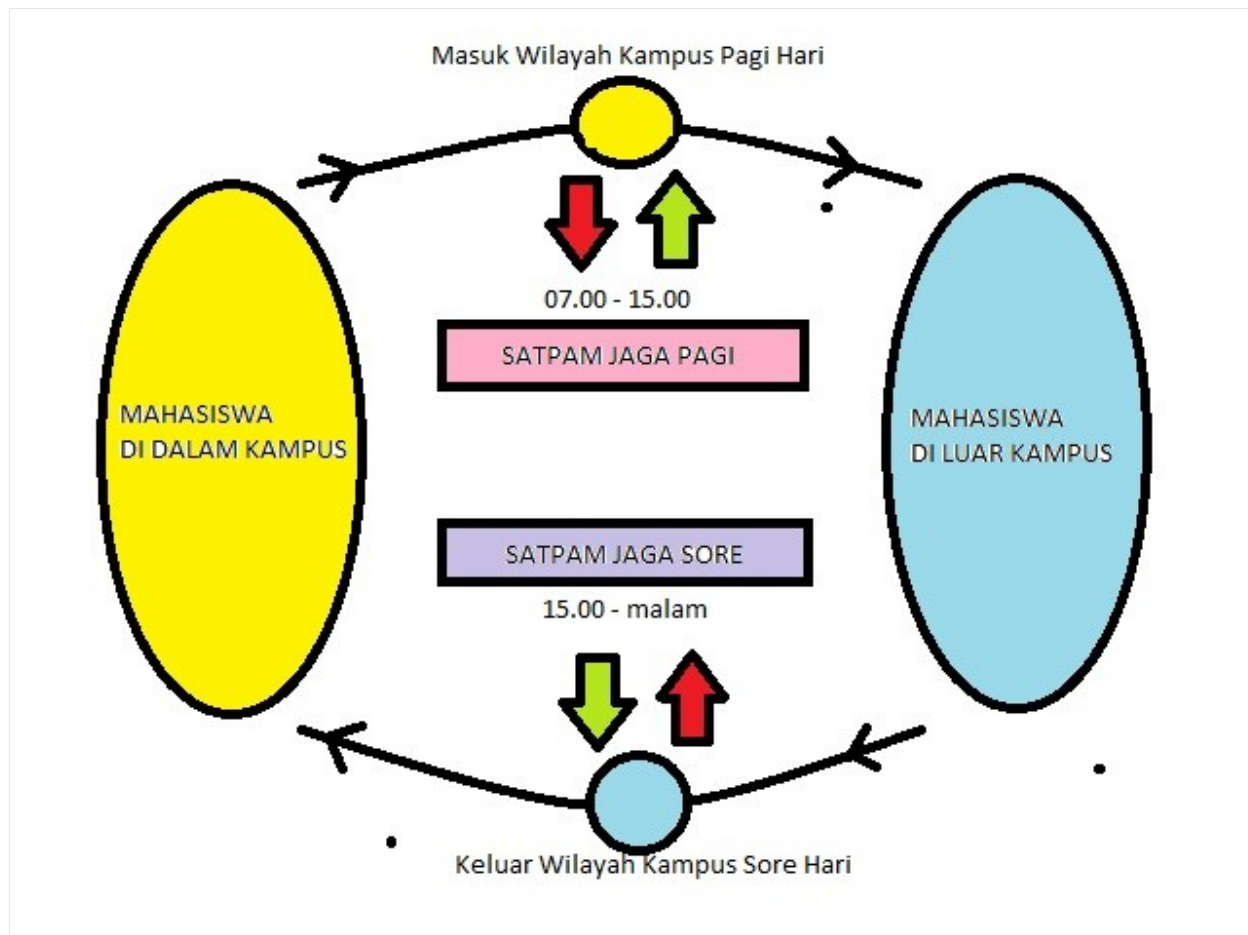 Masuk Wilayah Kampus Pagi Hari
07.00 - 15.00
SATPAM JAGA PAGI
MAHASISWA
DI DALAM KAMPUS
MAHASISWA
DI LUAR KAMPUS
SATPAM JAGA SORE
15.00 - malam
Keluar Wilayah Kampus Sore Hari